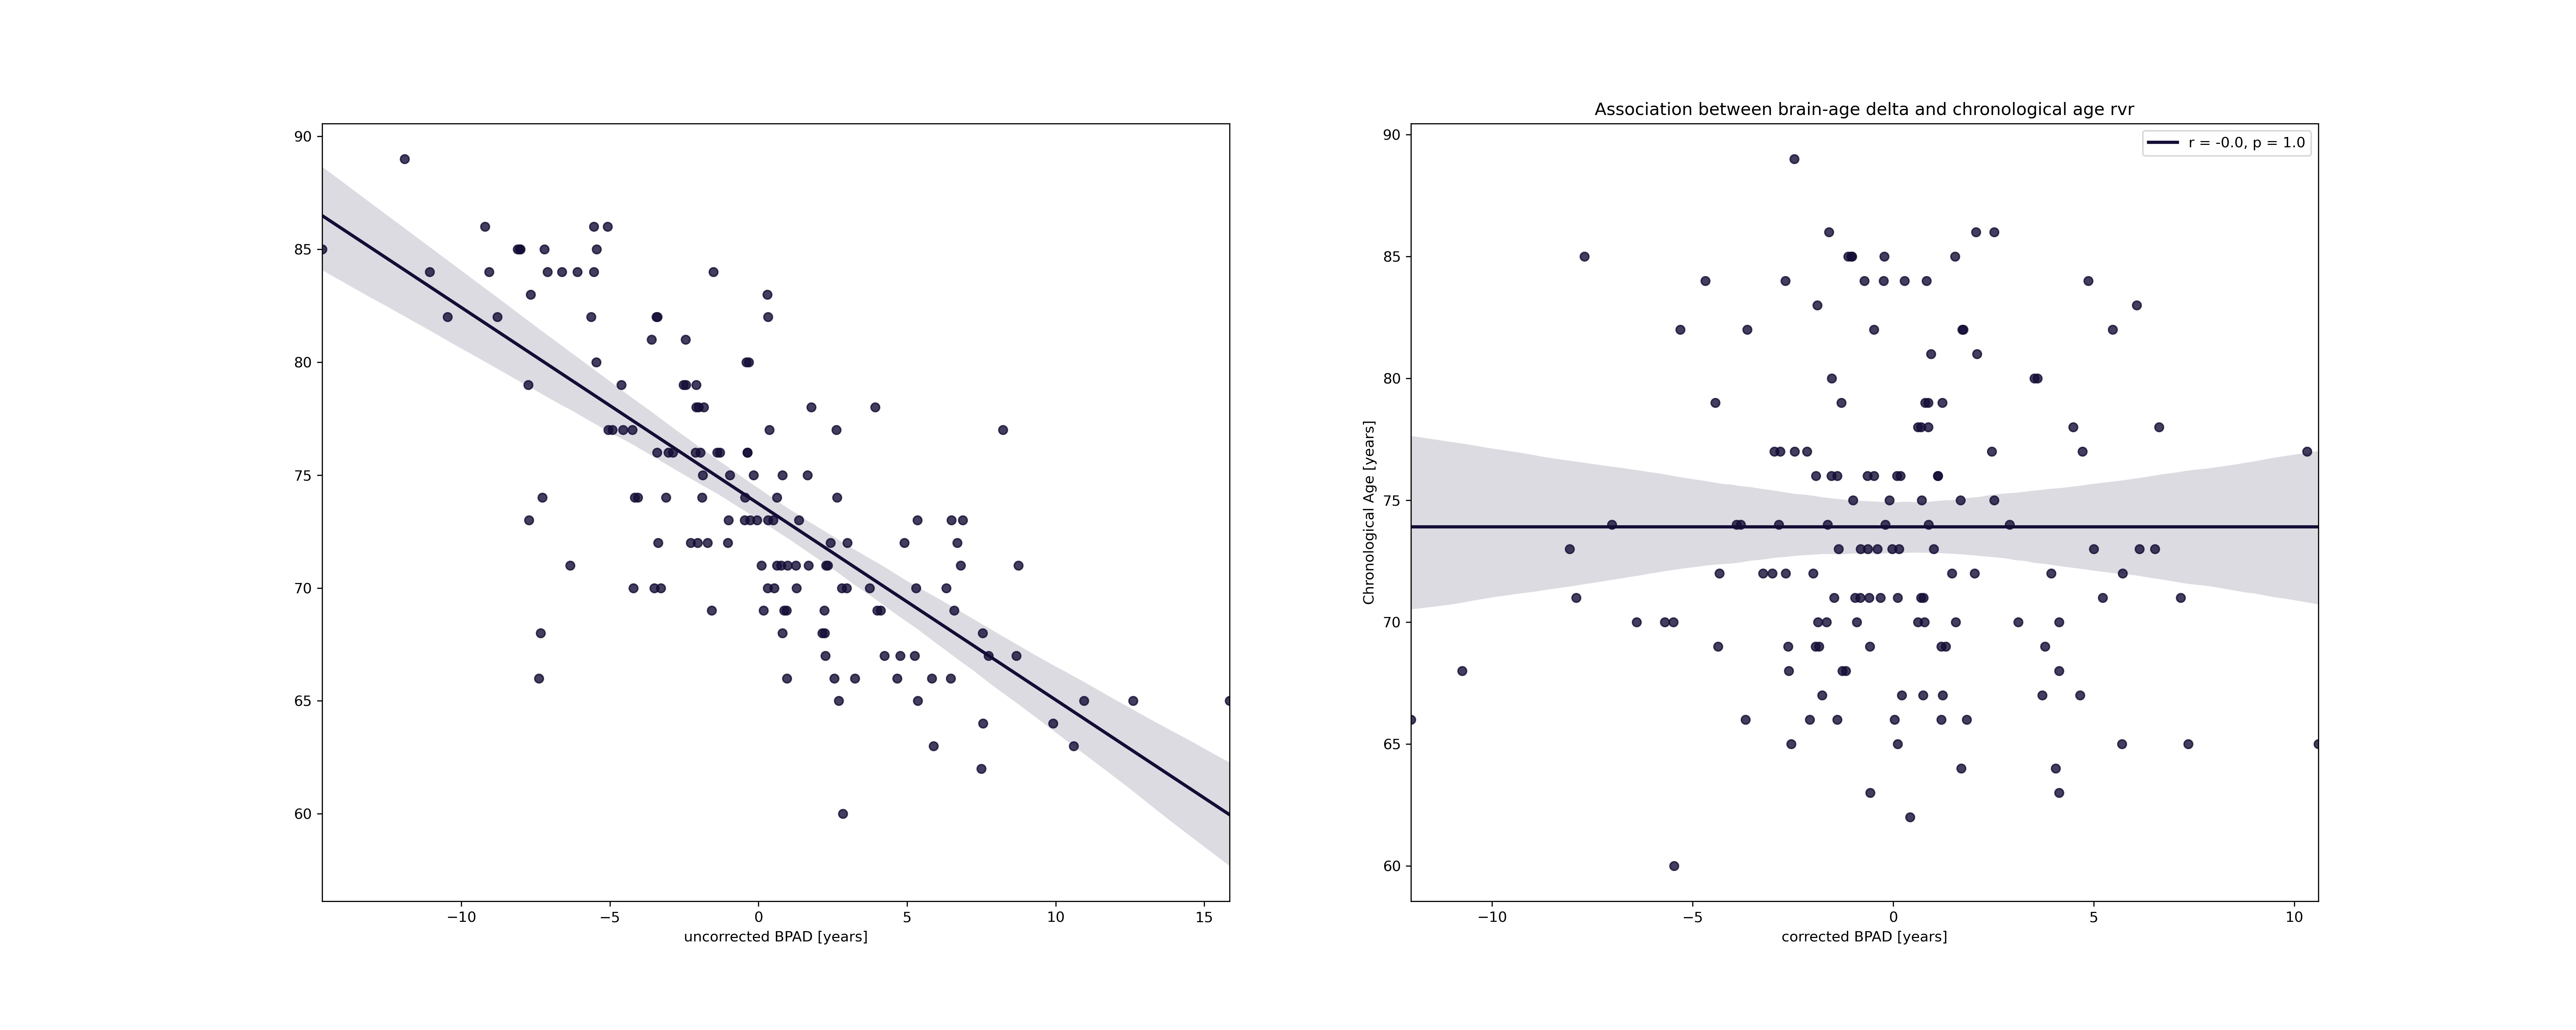 90
85
80
75
70
65
60
−10 −5 0 5 10 15
uncorrected BPAD [years]
Association between brain-age delta and chronological age rvr
r = -0.0, p = 1.0
Chronological Age [years]
90
85
80
75
70
65
60
−10 −5 0 5 10
corrected BPAD [years]